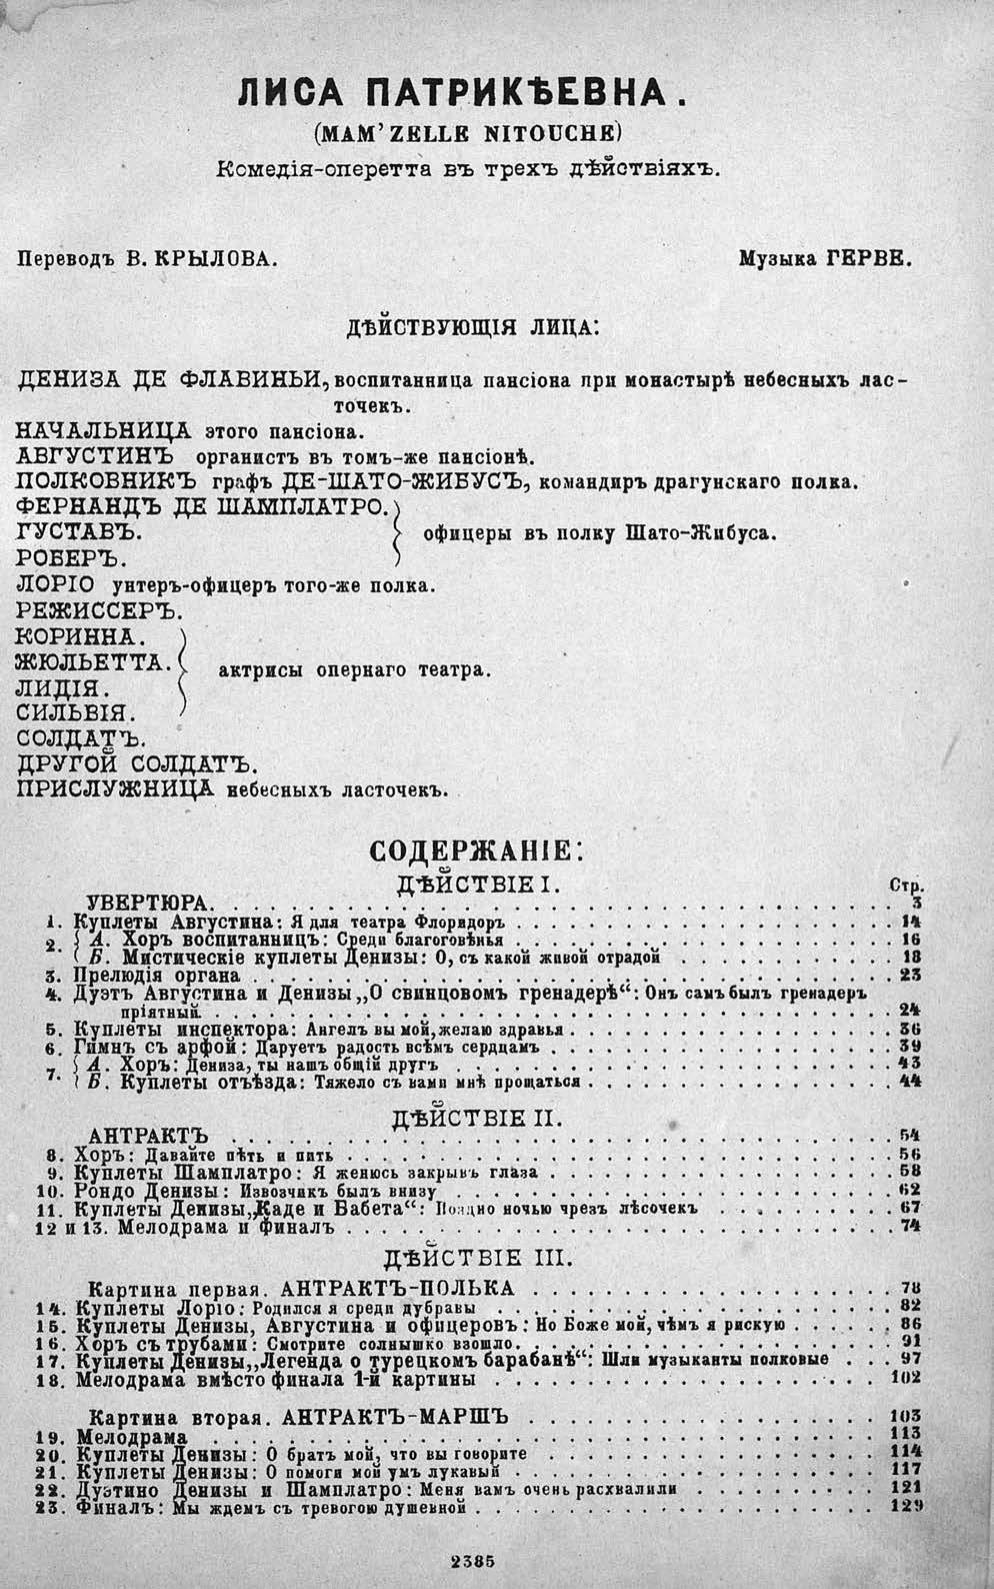 ЛИСА ПАТРИКѢЕВНА.
(MAM'ZELLE NITOUCHE)
Комедія-оперетта въ трехъ дѣйствіяхъ.
Переводъ В. КРЫЛОВА. Музыка ГЕРВЕ.
ДѢЙСТВУЮЩІЯ ЛИЦА:
ДЕНИЗА ДЕ ФЛАВИНЬИ, воспитанница пансіона при монастырѣ небесныхъ лас-
точекъ.
НАЧАЛЬНИЦА этого пансіона.
АВГУСТИНЪ органистъ въ томъ-же пансіонѣ.
ПОЛКОВНИКЪ графъ ДЕ-ШАТО-ЖИБУСЪ, командиръ драгунскаго полка.
ФЕРНАНДЪ ДЕ ШАМПЛАТРО.
ГУСТАВЪ. офицеры въ полку Шато-Жибуса.
РОБЕРЪ.
ЛОРІО унтеръ-офицеръ того-же полка.
РЕЖИССЕРЪ.
КОРИННА.
ЖЮЛЬЕТТА. актрисы опернаго театра.
ЛИДІЯ.
СИЛЬВІЯ.
СОЛДАТЪ.
ДРУГОЙ СОЛДАТЪ.
ПРИСЛУЖНИЦА небесныхъ ласточекъ.
СОДЕРЖАНІЕ:
ДѢЙСТВІЕ I. Стр.
УВЕРТЮРА. . . . 3
1. Куплеты Августина: Я для театра Флоридоръ . . . 14
2. А. Хоръ воспитанницъ: Среди благоговѣнья . . . 16
Б. Мистическіе куплеты Денизы: О, съ какой живой отрадой . . . 18
3. Прелюдія органа . . . 23
4. Дуэтъ Августина и Денизы „О свинцовомъ гренадерѣ“: Онъ самъ былъ гренадеръ
пріятный. . . . 24
5. Куплеты инспектора: Ангелъ вы мой, желаю здравья . . . 36
6. Гимнъ съ арфой: Даруетъ радость всѣмъ сердцамъ . . . 39
7. А. Хоръ: Дениза, ты нашъ общій другъ . . . 43
Б. Куплеты отъѣзда: Тяжело съ вами мнѣ прощаться . . . 44
ДѢЙСТВІЕ II.
АНТРАКТЪ . . . 54
8. Хоръ: Давайте пѣть и пить . . . 56
9. Куплеты Шамплатро: Я женюсь закрывъ глаза . . . 58
10. Рондо Денизы: Извозчикъ былъ внизу . . . 62
11. Куплеты Денизы „Каде и Бабета“: Поздно ночью чрезъ лѣсочекъ . . . 67
12 и 13. Мелодрама и финалъ . . . 74
ДѢЙСТВІЕ III.
Картина первая. АНТРАКТЪ-ПОЛЬКА . . . 78
14. Куплеты Лоріо: Родился я среди дубравы . . . 82
15. Куплеты Денизы, Августина и офицеровъ: Но Боже мой, чѣмъ я рискую . . . 86
16. Хоръ съ трубами: Смотрите солнышко взошло . . . 91
17. Куплеты Денизы „Легенда о турецкомъ барабанѣ“: Шли музыканты полковые . . . 97
18. Мелодрама вмѣсто финала 1-й картины . . . 102
Картина вторая. АНТРАКТЪ-МАРШЪ . . . 103
19. Мелодрама . . . 113
20. Куплеты Денизы: О братъ мой, что вы говорите . . . 114
21. Куплеты Денизы: О помоги мой умъ лукавый . . . 117
22. Дуэтино Денизы и Шамплатро: Меня вамъ очень расхвалили . . . 121
23. Финалъ: Мы ждемъ съ тревогою душевной . . . 129
2385